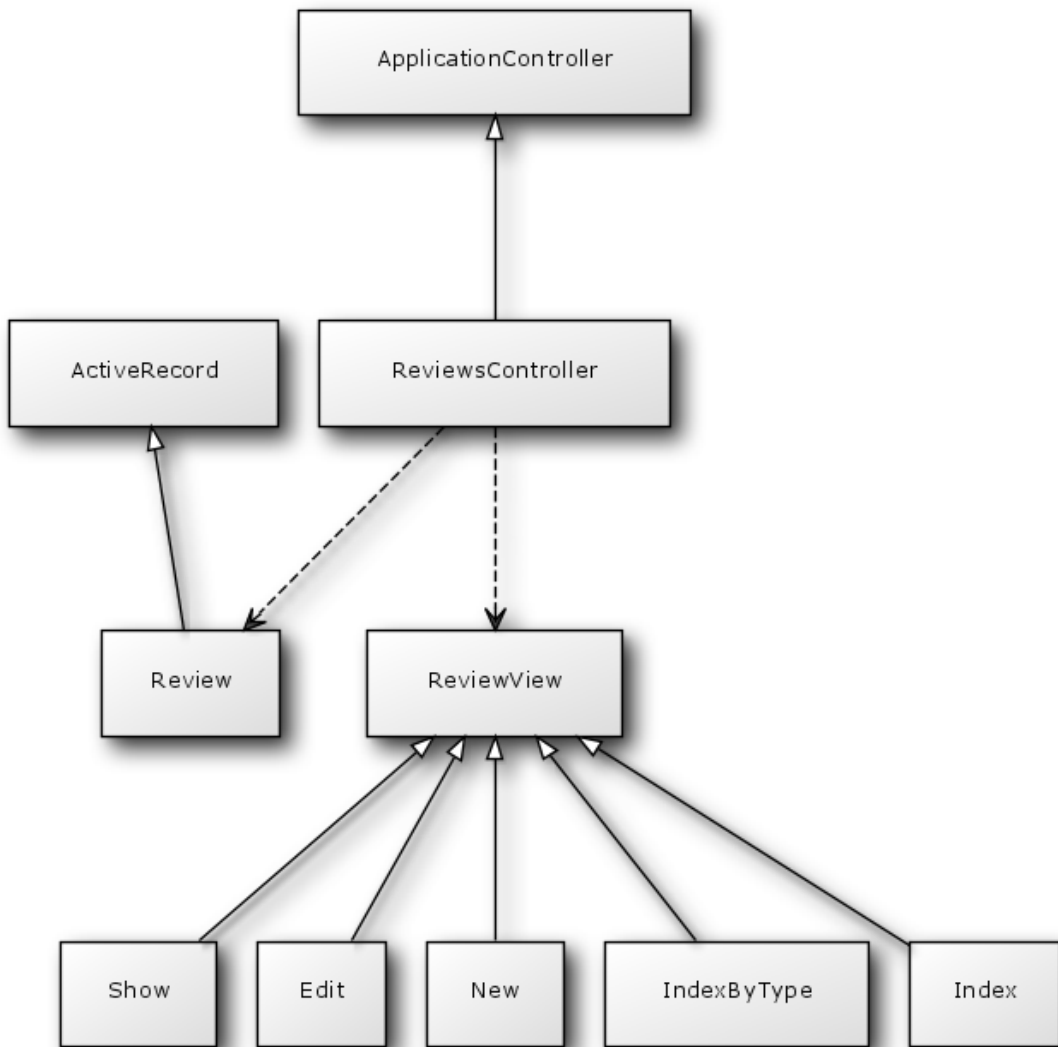 ApplicationController
ActiveRecord
ReviewsController
Review
ReviewView
Show
Edit
New
IndexByType
Index